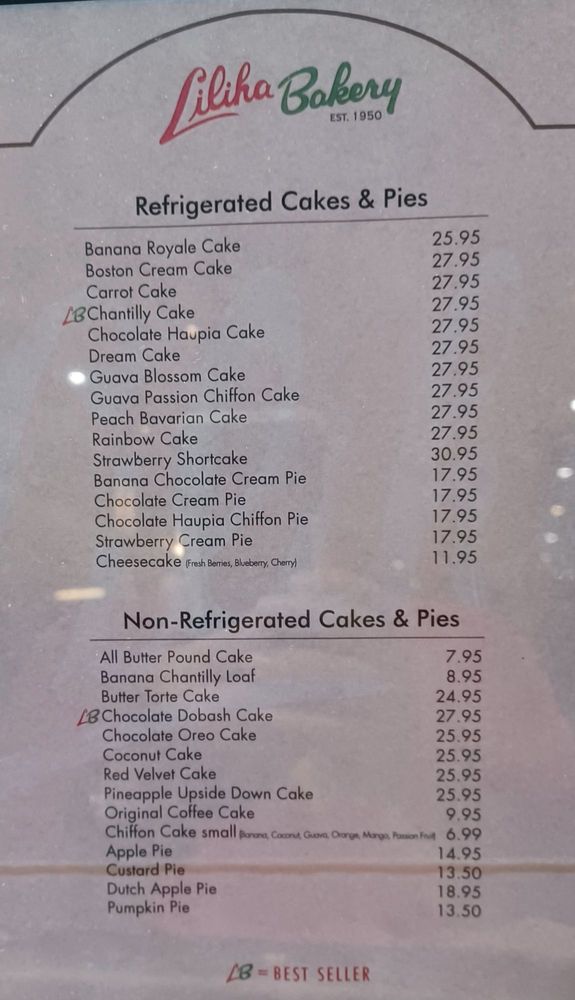 Liliha Bakery
EST. 1950
Refrigerated Cakes & Pies
Banana Royale Cake 25.95
Boston Cream Cake 27.95
Carrot Cake 27.95
LB Chantilly Cake 27.95
Chocolate Haupia Cake 27.95
Dream Cake 27.95
Guava Blossom Cake 27.95
Guava Passion Chiffon Cake 27.95
Peach Bavarian Cake 27.95
Rainbow Cake 27.95
Strawberry Shortcake 30.95
Banana Chocolate Cream Pie 17.95
Chocolate Cream Pie 17.95
Chocolate Haupia Chiffon Pie 17.95
Strawberry Cream Pie 17.95
Cheesecake (Fresh Berries, Blueberry, Cherry) 11.95
Non-Refrigerated Cakes & Pies
All Butter Pound Cake 7.95
Banana Chantilly Loaf 8.95
Butter Torte Cake 24.95
LB Chocolate Dobash Cake 27.95
Chocolate Oreo Cake 25.95
Coconut Cake 25.95
Red Velvet Cake 25.95
Pineapple Upside Down Cake 25.95
Original Coffee Cake 9.95
Chiffon Cake small (Banana, Coconut, Guava, Orange, Mango, Passion Fruit) 6.99
Apple Pie 14.95
Custard Pie 13.50
Dutch Apple Pie 18.95
Pumpkin Pie 13.50
LB = BEST SELLER